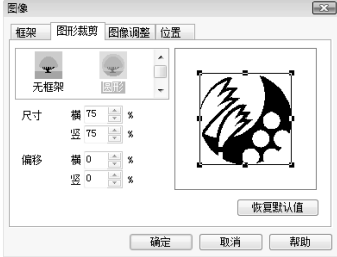 图像
框架 图形裁剪 图像调整 位置
无框架 圆形
尺寸 横 75 %
竖 75 %
偏移 横 0 %
竖 0 %
恢复默认值
确定 取消 帮助